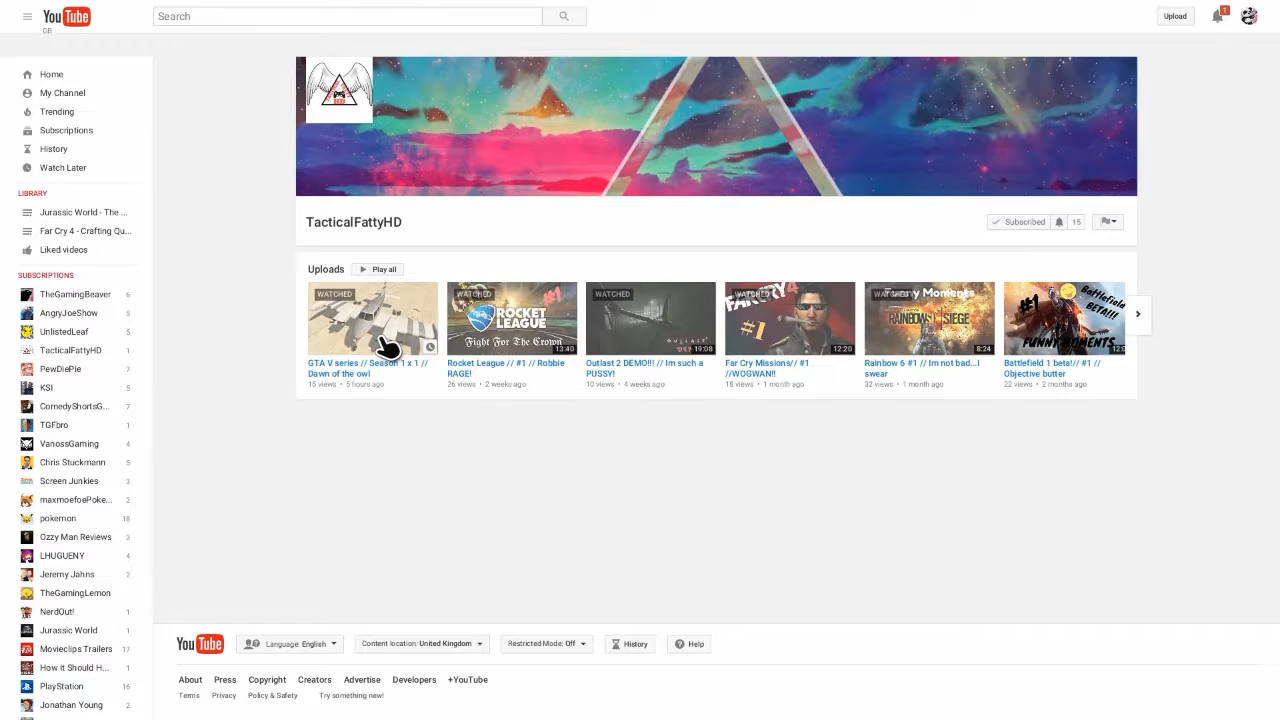 YouTube
GB
Search
Upload
1
Home
My Channel
Trending
Subscriptions
History
Watch Later
LIBRARY
Jurassic World - The ...
Far Cry 4 - Crafting Qu...
Liked videos
SUBSCRIPTIONS
TheGamingBeaver 6
AngryJoeShow 5
UnlistedLeaf 5
TacticalFattyHD 1
PewDiePie 7
KSI 5
ComedyShortsG... 7
TGFbro 1
VanossGaming 4
Chris Stuckmann 5
Screen Junkies 3
maxmoefoePoke... 2
pokemon 18
Ozzy Man Reviews 3
LHUGUENY 4
Jeremy Jahns 2
TheGamingLemon
NerdOut! 1
Jurassic World 1
Movieclips Trailers 17
How It Should H... 1
PlayStation 16
Jonathan Young 2
TacticalFattyHD
Subscribed 15
Uploads
Play all
WATCHED
GTA V series // Season 1 x 1 //
Dawn of the owl
15 views • 5 hours ago
WATCHED
#1
ROCKET
LEAGUE
Fight For The Crown
13:40
Rocket League // #1 // Robbie
RAGE!
26 views • 2 weeks ago
WATCHED
OUTLAST
19:08
Outlast 2 DEMO!!! // Im such a
PUSSY!
10 views • 4 weeks ago
WATCHED
FARCRY4
#1
12:20
Far Cry Missions// #1
//WOGWAN!!
18 views • 1 month ago
WATCHED
Funny Moments
RAINBOW SIEGE
8:24
Rainbow 6 #1 // Im not bad...I
swear
32 views • 1 month ago
WATCHED
#1
Battlefield
BETA!!!
FUNNY MOMENTS
Battlefield 1 beta!// #1 //
Objective butter
22 views • 2 months ago
YouTube
Language: English
Content location: United Kingdom
Restricted Mode: Off
History
Help
About Press Copyright Creators Advertise Developers +YouTube
Terms Privacy Policy & Safety Try something new!